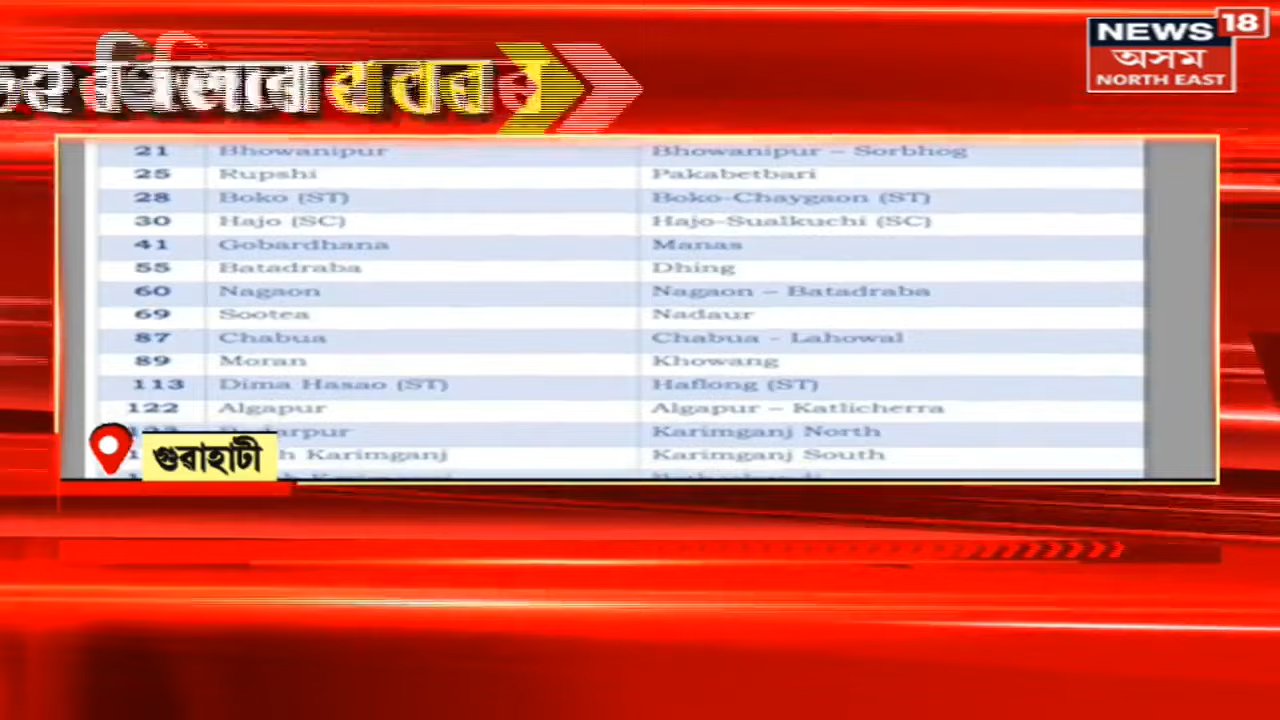 NEWS 18
অসম
NORTH EAST
খবৰ
21 Bhowanipur Bhowanipur – Sorbhog
25 Rupshi Pakabetbari
28 Boko (ST) Boko-Chaygaon (ST)
30 Hajo (SC) Hajo-Sualkuchi (SC)
41 Gobardhana Manas
55 Batadraba Dhing
60 Nagaon Nagaon – Batadraba
69 Sootea Nadaur
87 Chabua Chabua - Lahowal
89 Moran Khowang
113 Dima Hasao (ST) Haflong (ST)
122 Algapur Algapur – Katlicherra
Karimganj North
Karimganj Karimganj South
গুৱাহাটী